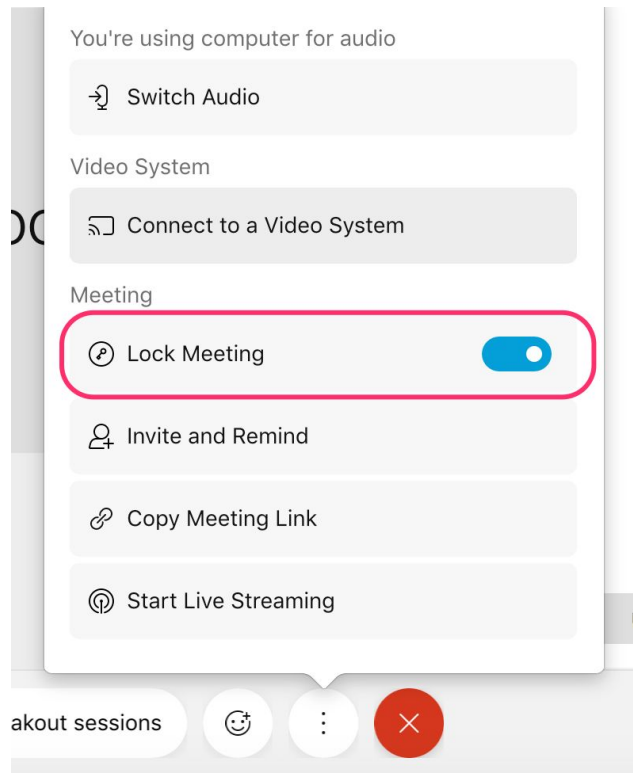 You're using computer for audio
Switch Audio
Video System
Connect to a Video System
Meeting
Lock Meeting
Invite and Remind
Copy Meeting Link
Start Live Streaming
akout sessions